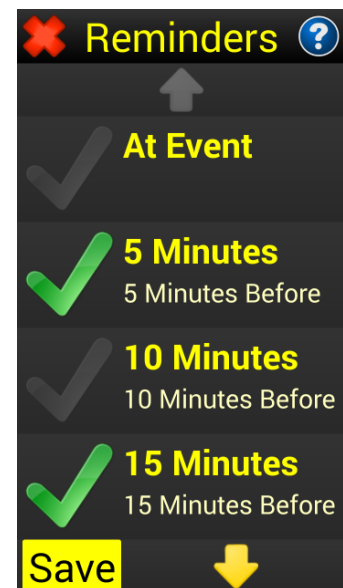 Reminders ?
At Event
5 Minutes
5 Minutes Before
10 Minutes
10 Minutes Before
15 Minutes
15 Minutes Before
Save